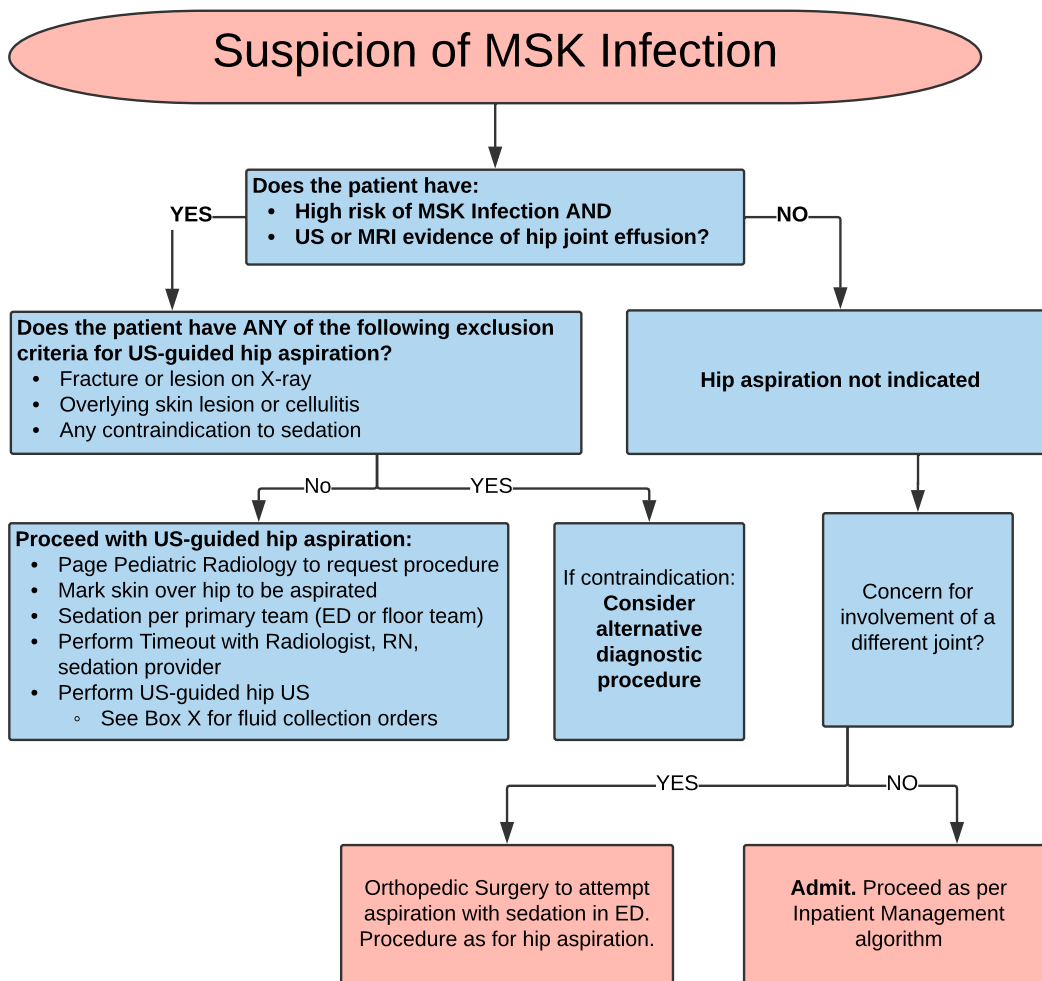 Suspicion of MSK Infection
Does the patient have:
• High risk of MSK Infection AND
• US or MRI evidence of hip joint effusion?
YES
NO
Does the patient have ANY of the following exclusion
criteria for US-guided hip aspiration?
• Fracture or lesion on X-ray
• Overlying skin lesion or cellulitis
• Any contraindication to sedation
Hip aspiration not indicated
No
YES
Proceed with US-guided hip aspiration:
• Page Pediatric Radiology to request procedure
• Mark skin over hip to be aspirated
• Sedation per primary team (ED or floor team)
• Perform Timeout with Radiologist, RN,
sedation provider
• Perform US-guided hip US
◦ See Box X for fluid collection orders
If contraindication:
Consider
alternative
diagnostic
procedure
Concern for
involvement of a
different joint?
YES
NO
Orthopedic Surgery to attempt
aspiration with sedation in ED.
Procedure as for hip aspiration.
Admit. Proceed as per
Inpatient Management
algorithm